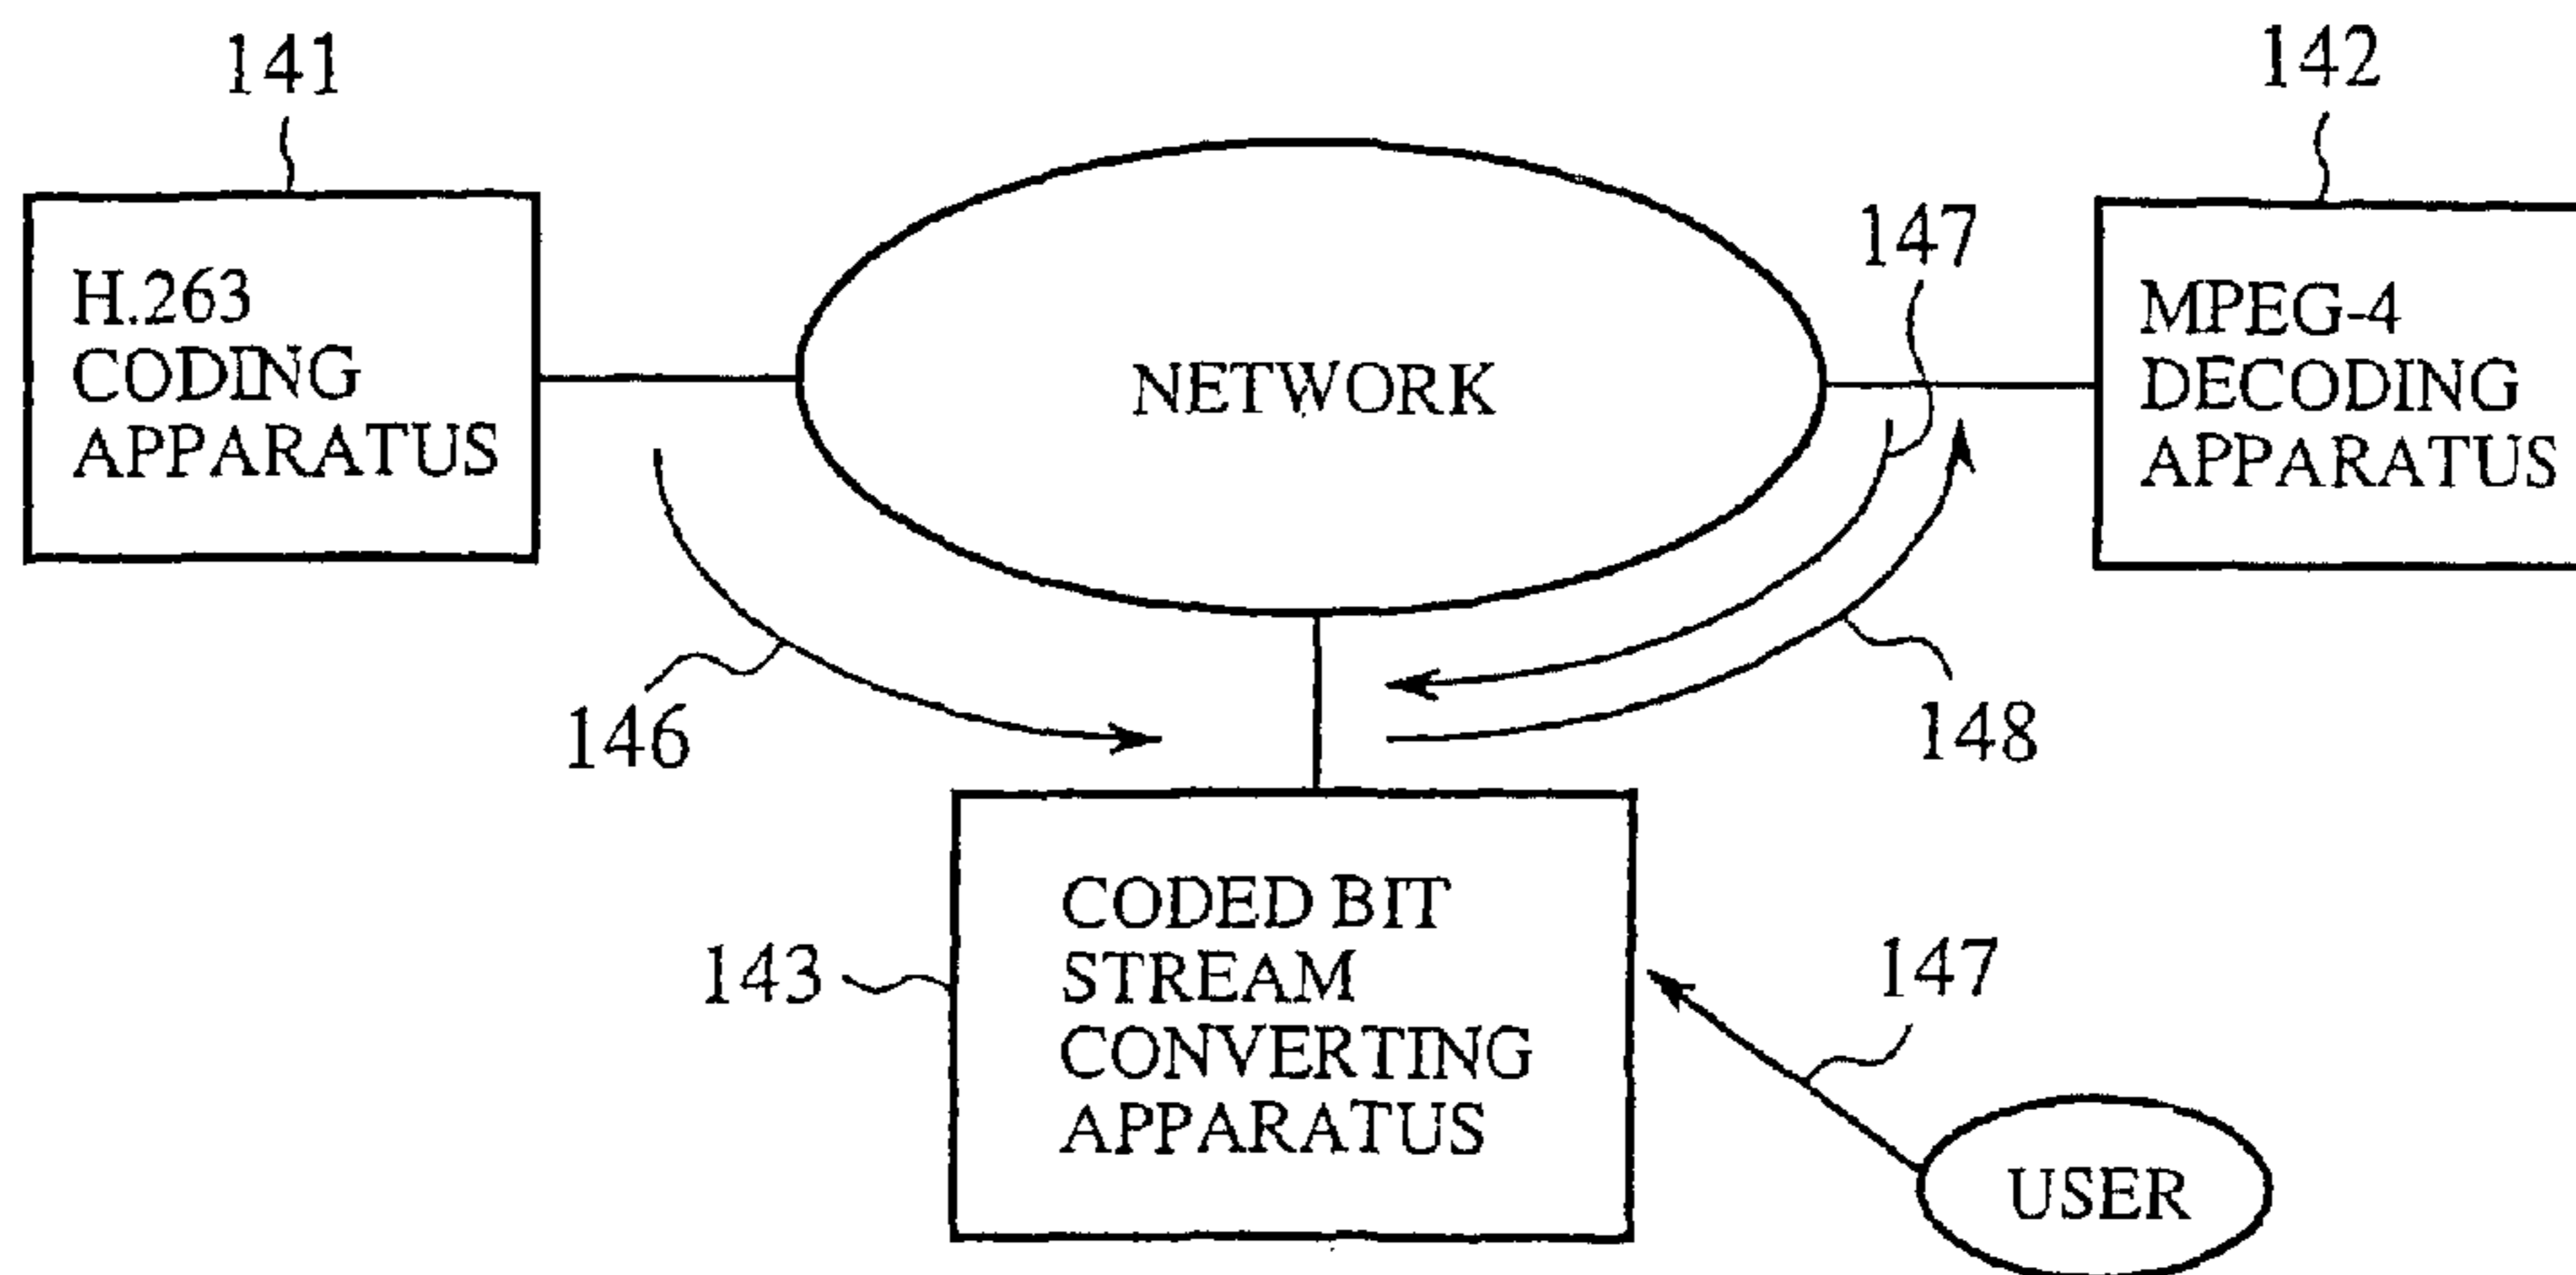 141
142
147
H.263
CODING
APPARATUS
NETWORK
MPEG-4
DECODING
APPARATUS
146
148
143
CODED BIT
STREAM
CONVERTING
APPARATUS
147
USER